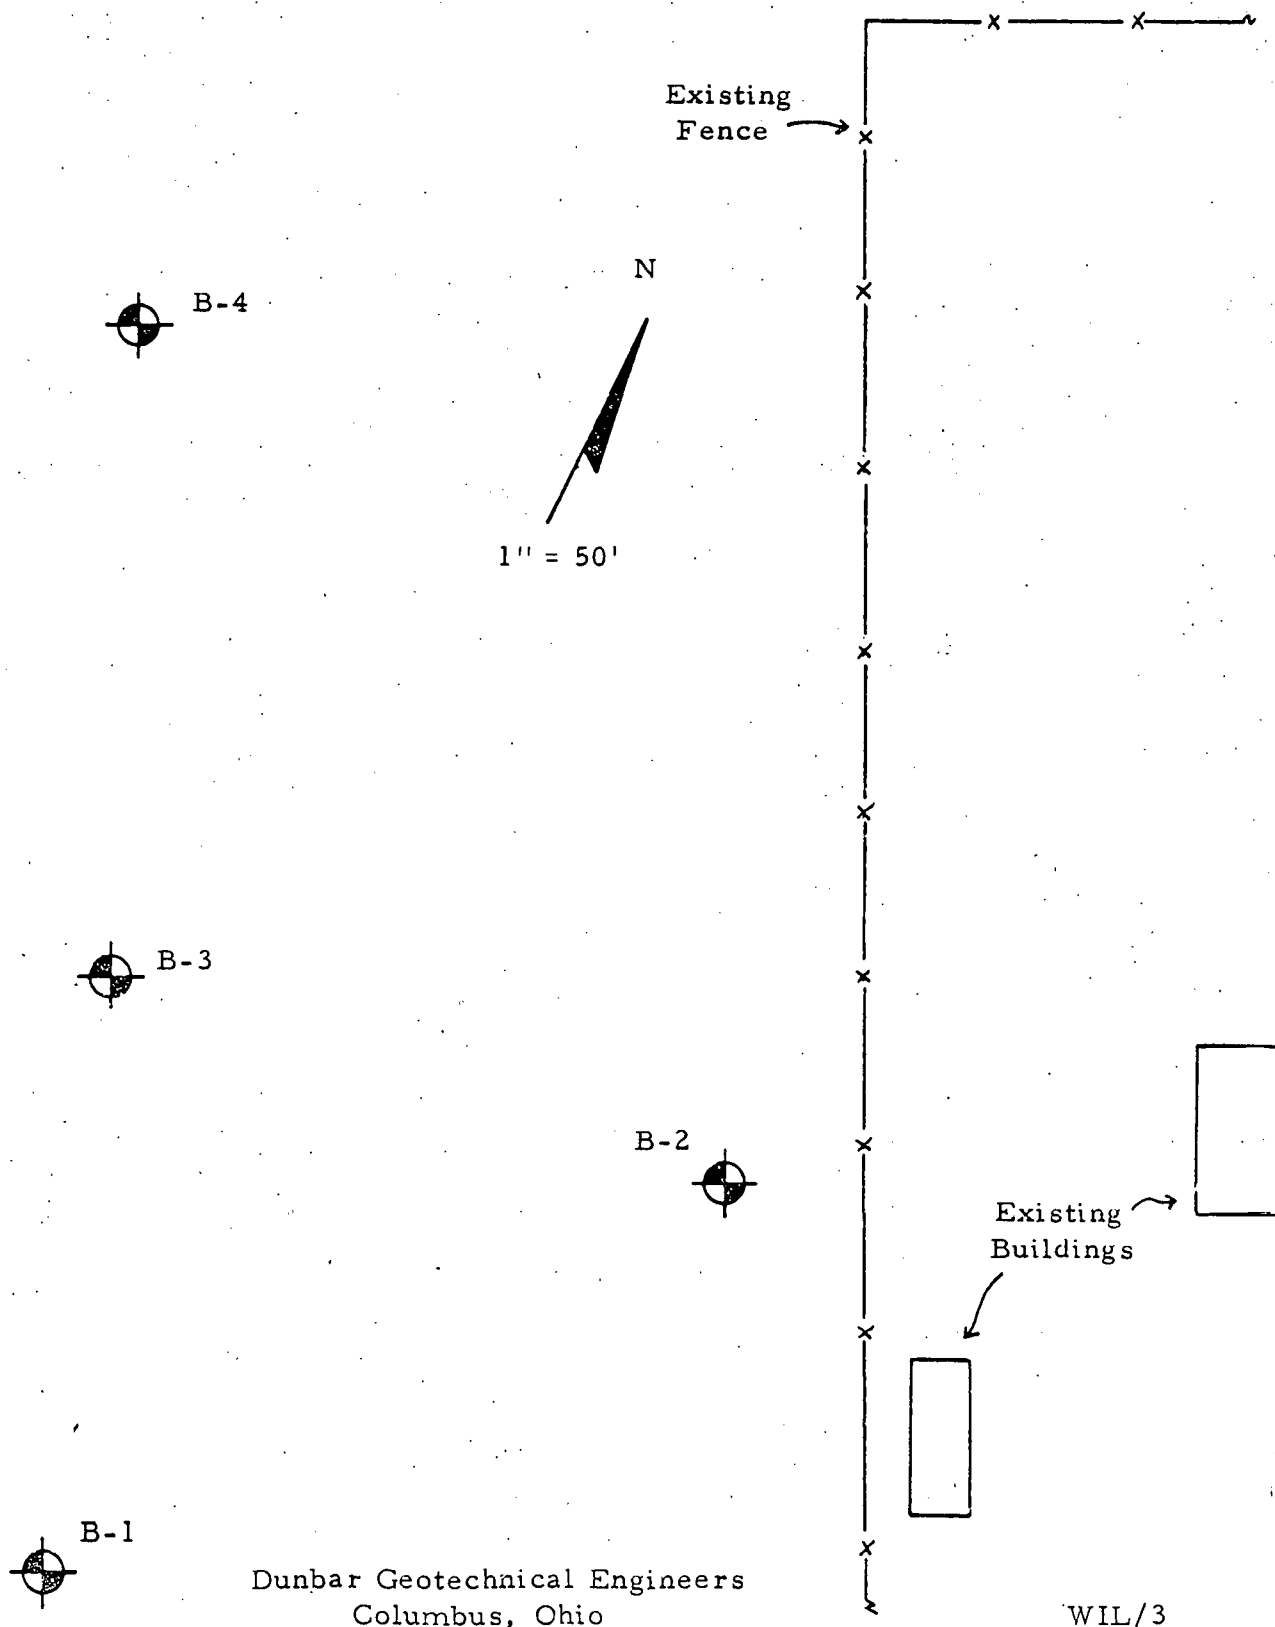 Existing
Fence
N
B-4
1" = 50'
B-3
B-2
Existing
Buildings
B-1
Dunbar Geotechnical Engineers
Columbus, Ohio
WIL/3